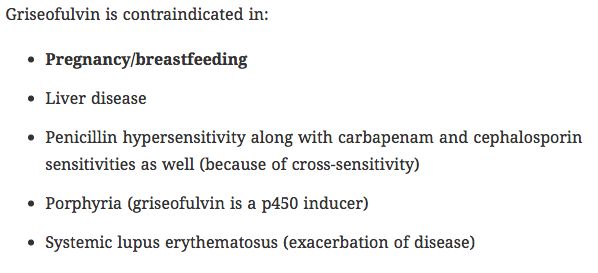 Griseofulvin is contraindicated in:
• Pregnancy/breastfeeding
• Liver disease
• Penicillin hypersensitivity along with carbapenam and cephalosporin
sensitivities as well (because of cross-sensitivity)
• Porphyria (griseofulvin is a p450 inducer)
• Systemic lupus erythematosus (exacerbation of disease)